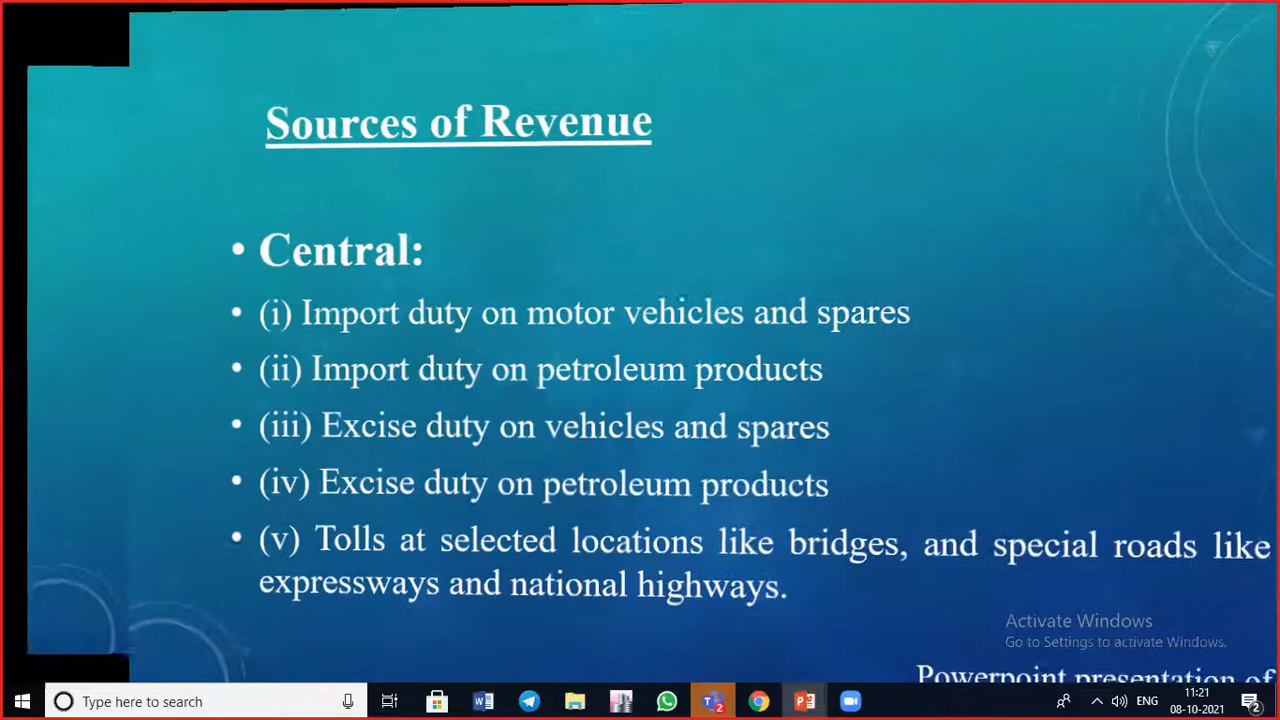 Sources of Revenue
• Central:
• (i) Import duty on motor vehicles and spares
• (ii) Import duty on petroleum products
• (iii) Excise duty on vehicles and spares
• (iv) Excise duty on petroleum products
• (v) Tolls at selected locations like bridges, and special roads like
expressways and national highways.
Activate Windows
Go to Settings to activate Windows.
Powerpoint presentation of
Type here to search
2
ENG
11:21
08-10-2021
2